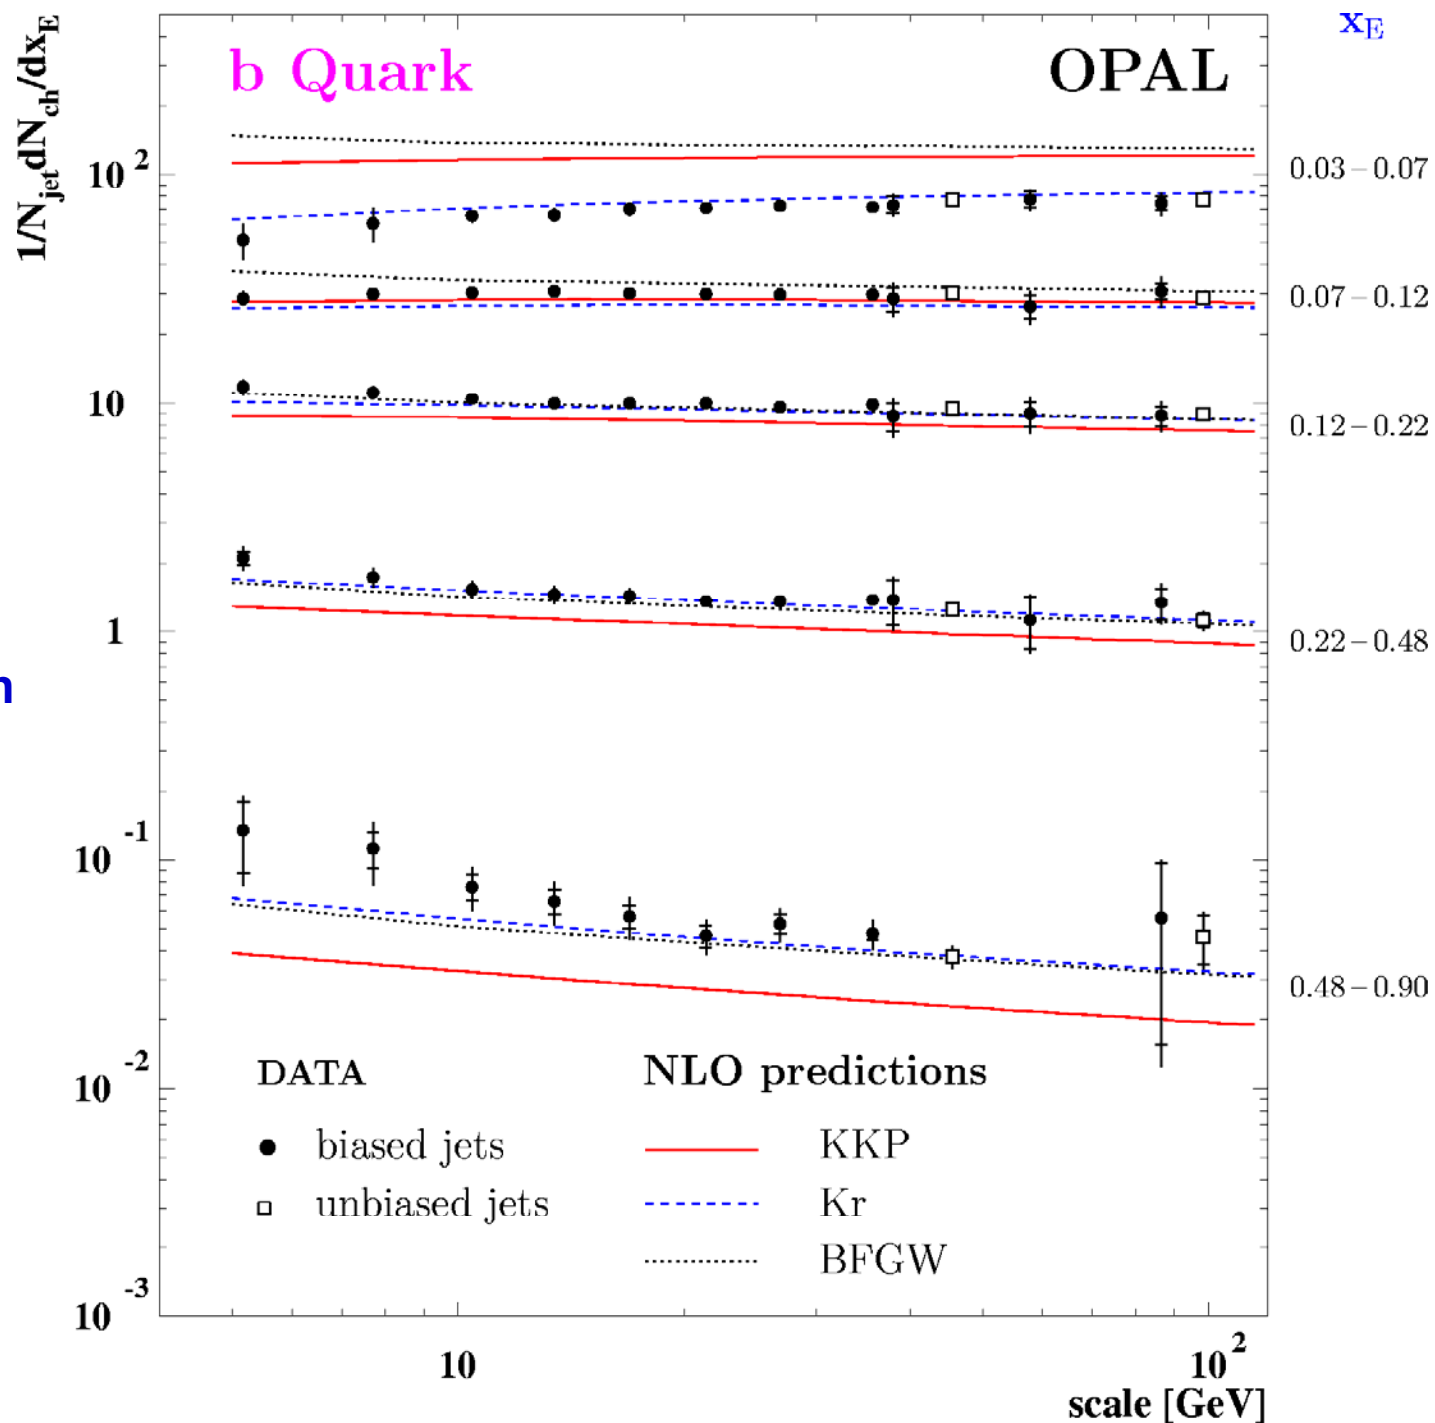 1/N_jet dN_ch/dx_E
b Quark
OPAL
x_E
10^2
10
1
10^-1
10^-2
10^-3
0.03−0.07
0.07−0.12
0.12−0.22
0.22−0.48
0.48−0.90
n
DATA
biased jets
unbiased jets
NLO predictions
KKP
Kr
BFGW
10
10^2
scale [GeV]